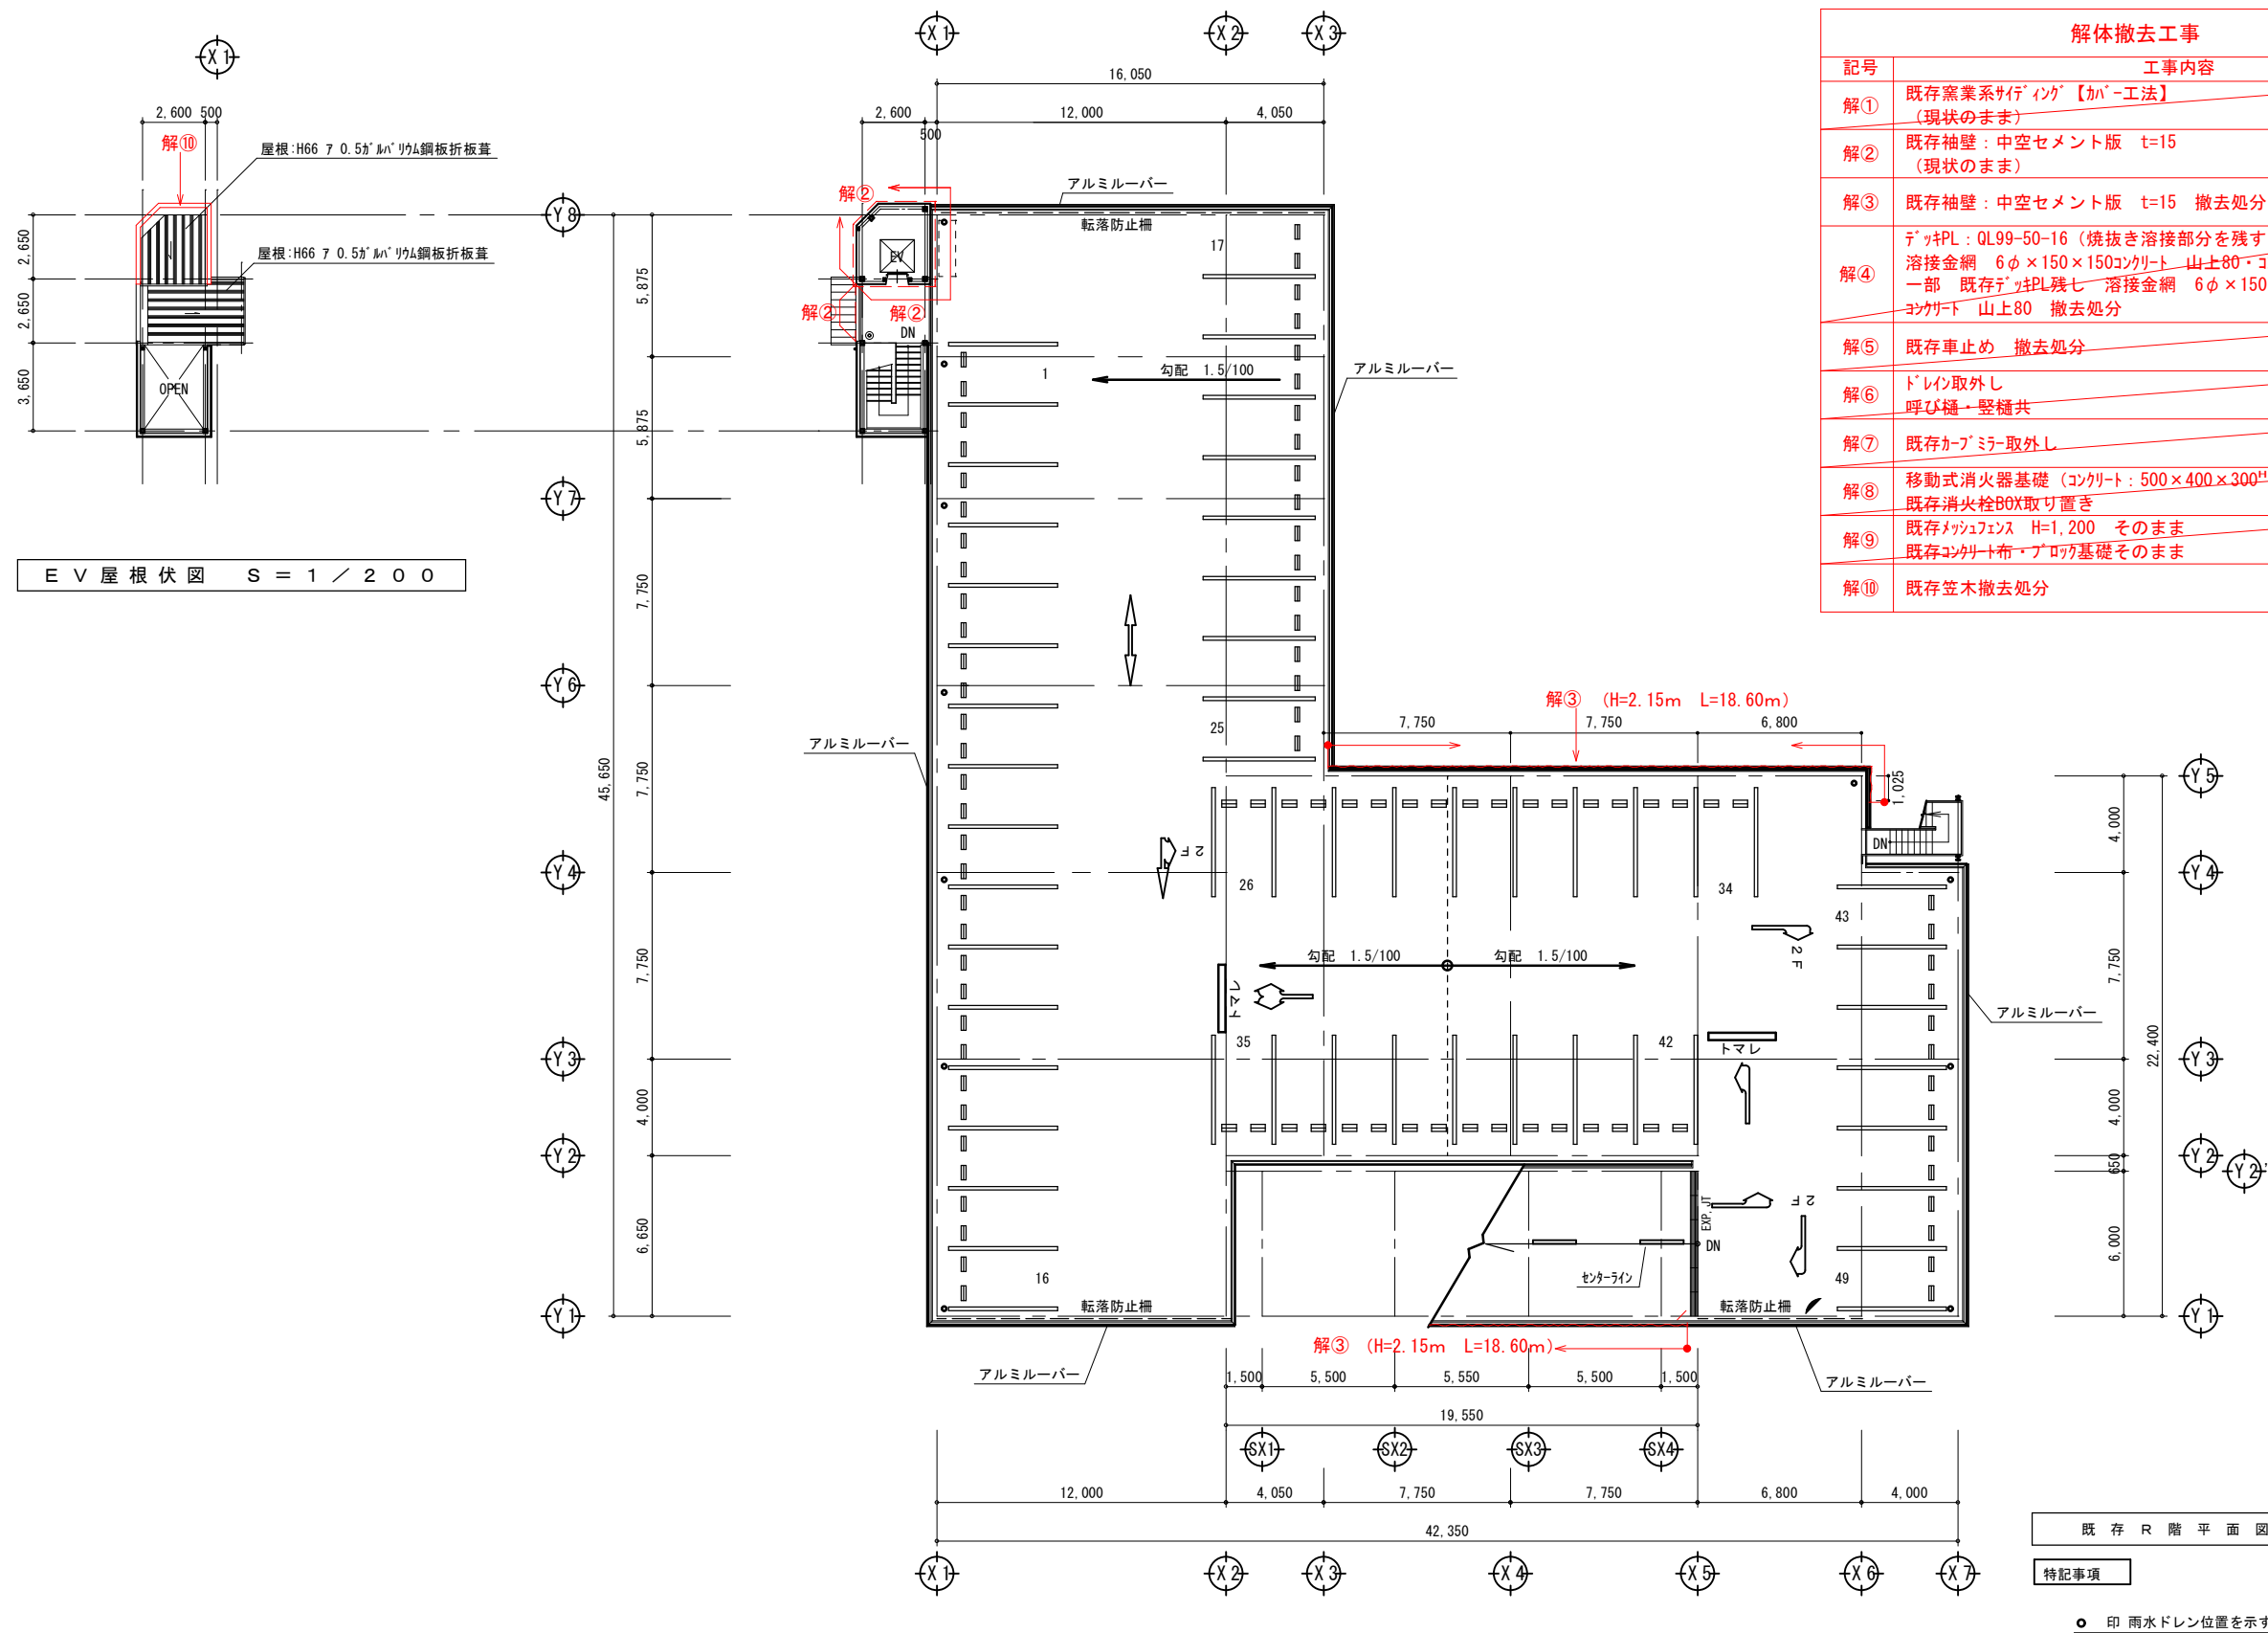 X1
2,600 500
解⑩
屋根:H66 ｱ 0.5ｶﾞﾙﾊﾞﾘｳﾑ鋼板折板葺
屋根:H66 ｱ 0.5ｶﾞﾙﾊﾞﾘｳﾑ鋼板折板葺
2,650
2,650
3,650
OPEN
ＥＶ屋根伏図　Ｓ＝１／２００
X1
X2
X3
16,050
2,600
500
12,000
4,050
アルミルーバー
転落防止柵
解②
解②
解②
EV
DN
Y8
Y7
Y6
Y4
Y3
Y2
Y1
5,875
5,875
7,750
7,750
7,750
4,000
6,650
45,650
17
1
勾配　1.5/100
アルミルーバー
25
アルミルーバー
解③　(H=2.15m　L=18.60m)
7,750
7,750
6,800
1,025
２Ｆ
26
34
43
DN
２Ｆ
勾配　1.5/100
勾配　1.5/100
トマレ
35
42
トマレ
アルミルーバー
２Ｆ
EXP.JT
DN
センターライン
16
49
転落防止柵
転落防止柵
解③　(H=2.15m　L=18.60m)
アルミルーバー
アルミルーバー
Y5
Y4
Y3
Y2
Y2'
Y1
4,000
7,750
4,000
650
6,000
22,400
1,500
5,500
5,550
5,500
1,500
19,550
SX1
SX2
SX3
SX4
12,000
4,050
7,750
7,750
6,800
4,000
42,350
X1
X2
X3
X4
X5
X6
X7
解体撤去工事
記号
工事内容
解①
既存窯業系ｻｲﾃﾞｨﾝｸﾞ【ｶﾊﾞｰ工法】
（現状のまま）
解②
既存袖壁：中空セメント版　t=15
（現状のまま）
解③
既存袖壁：中空セメント版　t=15　撤去処分
解④
ﾃﾞｯｷPL：QL99-50-16（焼抜き溶接部分を残す
溶接金網　6φ×150×150ｺﾝｸﾘｰﾄ　山上80・コ
一部　既存ﾃﾞｯｷPL残し　溶接金網　6φ×150
ｺﾝｸﾘｰﾄ　山上80　撤去処分
解⑤
既存車止め　撤去処分
解⑥
ﾄﾞﾚｲﾝ取外し
呼び樋・竪樋共
解⑦
既存ｶｰﾌﾞﾐﾗｰ取外し
解⑧
移動式消火器基礎（ｺﾝｸﾘｰﾄ：500×400×300H
既存消火栓BOX取り置き
解⑨
既存ﾒｯｼｭﾌｪﾝｽ　H=1,200　そのまま
既存ｺﾝｸﾘｰﾄ布・ﾌﾞﾛｯｸ基礎そのまま
解⑩
既存笠木撤去処分
既存Ｒ階平面図
特記事項
印 雨水ドレン位置を示す